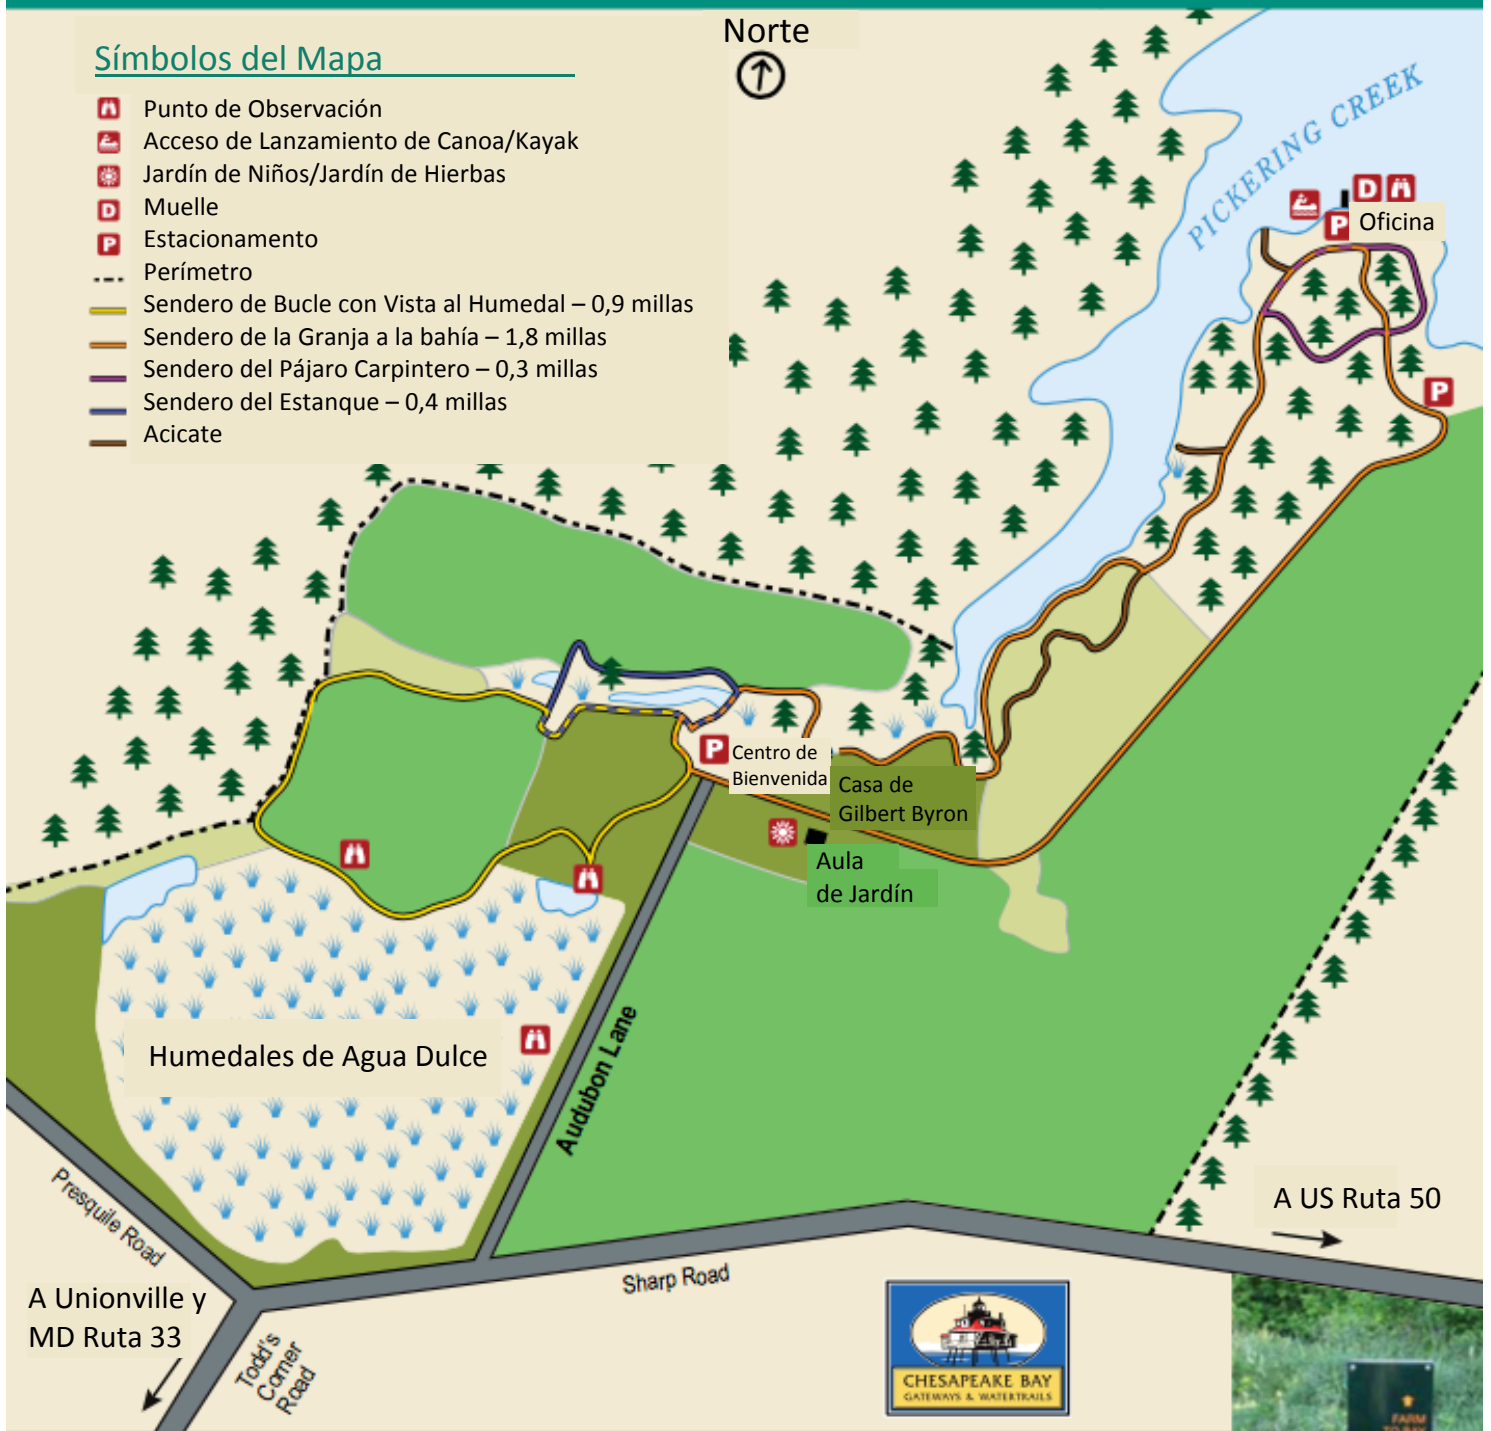 Norte
Símbolos del Mapa
Punto de Observación
Acceso de Lanzamiento de Canoa/Kayak
Jardín de Niños/Jardín de Hierbas
D Muelle
P Estacionamento
Perímetro
Sendero de Bucle con Vista al Humedal – 0,9 millas
Sendero de la Granja a la bahía – 1,8 millas
Sendero del Pájaro Carpintero – 0,3 millas
Sendero del Estanque – 0,4 millas
Acicate
PICKERING CREEK
D
P
Oficina
P
P
Centro de
Bienvenida
Casa de
Gilbert Byron
Aula
de Jardín
Humedales de Agua Dulce
Audubon Lane
Presquile Road
Sharp Road
A US Ruta 50
A Unionville y
MD Ruta 33
Todd's
Corner
Road
CHESAPEAKE BAY
GATEWAYS & WATERTRAILS
FARM
TO BAY